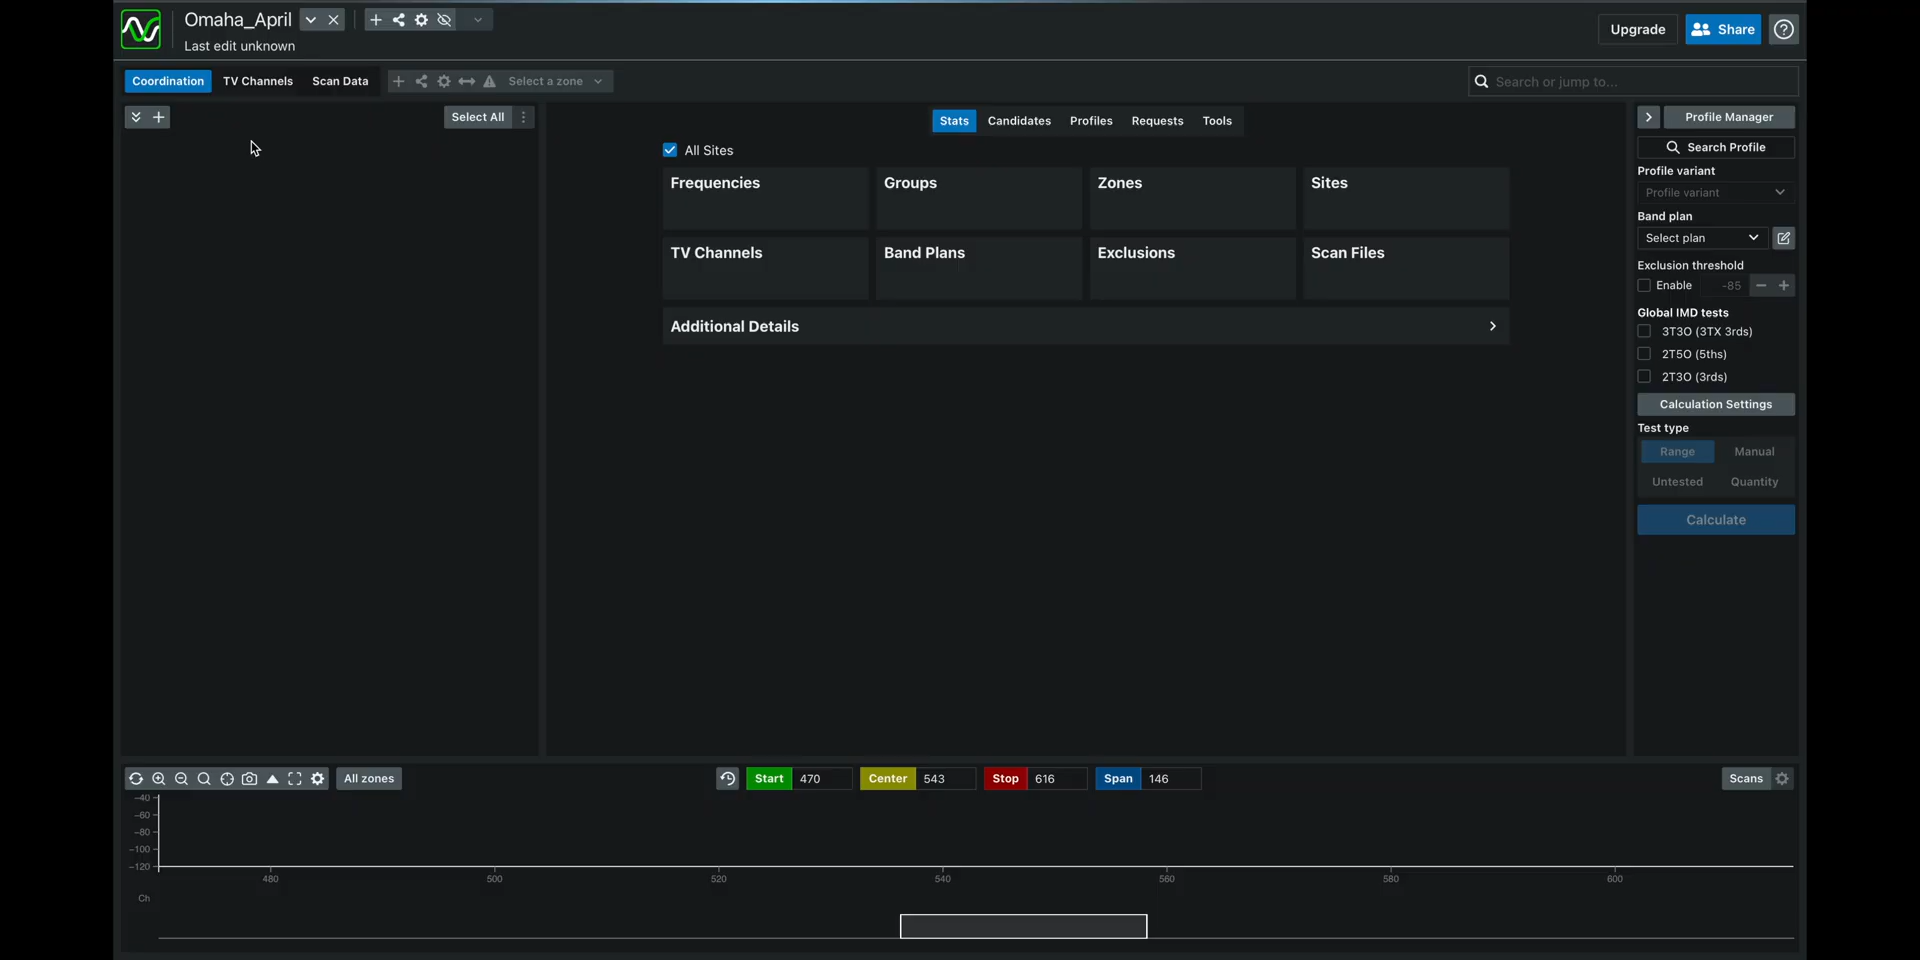 Omaha_April
Last edit unknown
Upgrade
Share
Coordination TV Channels Scan Data
Select a zone
Search or jump to...
Select All
Stats Candidates Profiles Requests Tools
All Sites
Frequencies
Groups
Zones
Sites
TV Channels
Band Plans
Exclusions
Scan Files
Additional Details
Profile Manager
Search Profile
Profile variant
Profile variant
Band plan
Select plan
Exclusion threshold
Enable -85
Global IMD tests
3T3O (3TX 3rds)
2T5O (5ths)
2T3O (3rds)
Calculation Settings
Test type
Range Manual
Untested Quantity
Calculate
All zones
Start 470 Center 543 Stop 616 Span 146
Scans
-40
-60
-80
-100
-120
480 500 520 540 560 580 600
Ch